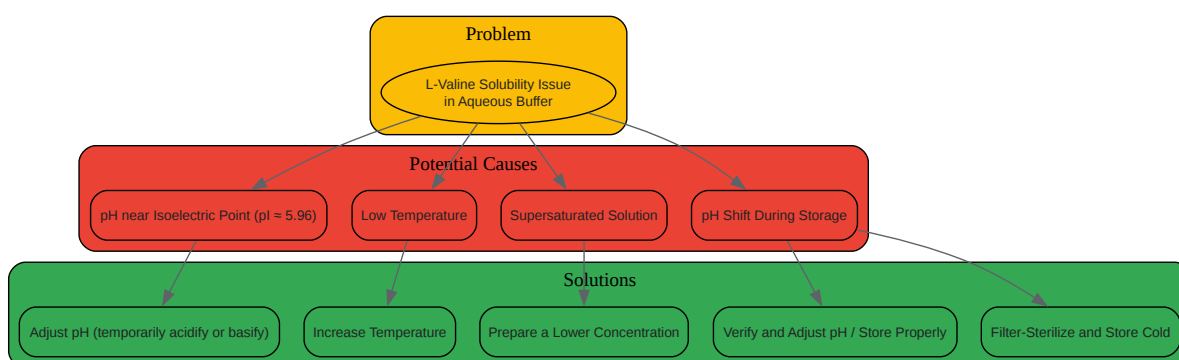 Problem
L-Valine Solubility Issue
in Aqueous Buffer
Potential Causes
pH near Isoelectric Point (pI ≈ 5.96)
Low Temperature
Supersaturated Solution
pH Shift During Storage
Solutions
Adjust pH (temporarily acidify or basify)
Increase Temperature
Prepare a Lower Concentration
Verify and Adjust pH / Store Properly
Filter-Sterilize and Store Cold